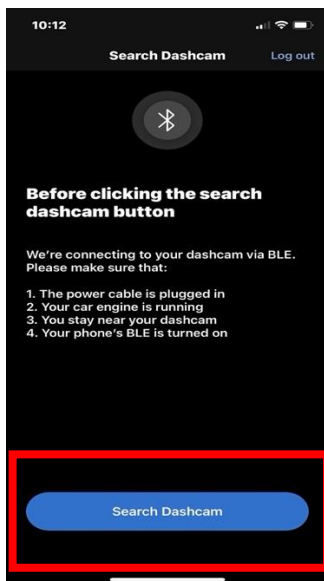 10:12
Search Dashcam
Log out
Before clicking the search
dashcam button
We're connecting to your dashcam via BLE.
Please make sure that:
1. The power cable is plugged in
2. Your car engine is running
3. You stay near your dashcam
4. Your phone's BLE is turned on
Search Dashcam